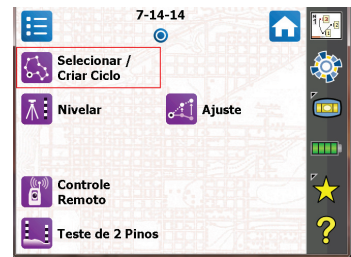 7-14-14
Selecionar /
Criar Ciclo
Nivelar
Ajuste
Controle
Remoto
Teste de 2 Pinos